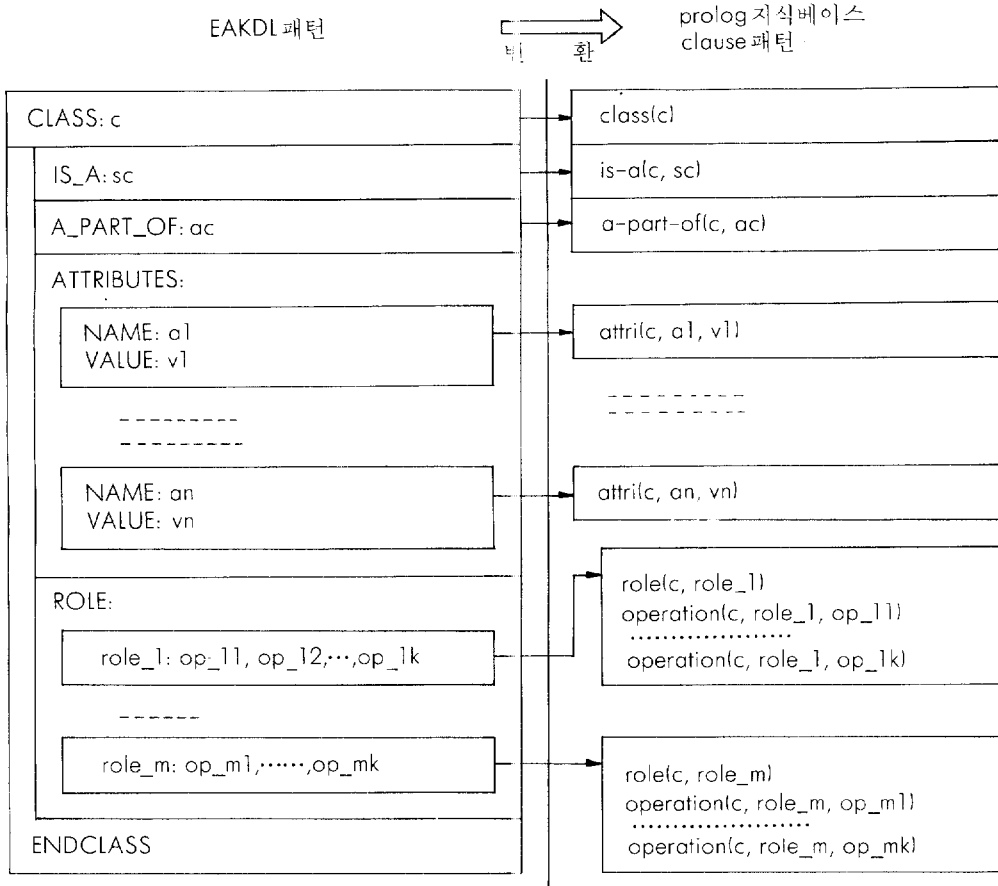 EAKDL 패턴
변 환
prolog 지식베이스
clause 패턴
CLASS: c
class(c)
IS_A: sc
is-a(c, sc)
A_PART_OF: ac
a-part-of(c, ac)
ATTRIBUTES:
NAME: a1
VALUE: v1
attri(c, a1, v1)
NAME: an
VALUE: vn
attri(c, an, vn)
ROLE:
role_1: op_11, op_12,…,op_1k
role(c, role_1)
operation(c, role_1, op_11)
operation(c, role_1, op_1k)
role_m: op_m1,……,op_mk
role(c, role_m)
operation(c, role_m, op_m1)
operation(c, role_m, op_mk)
ENDCLASS